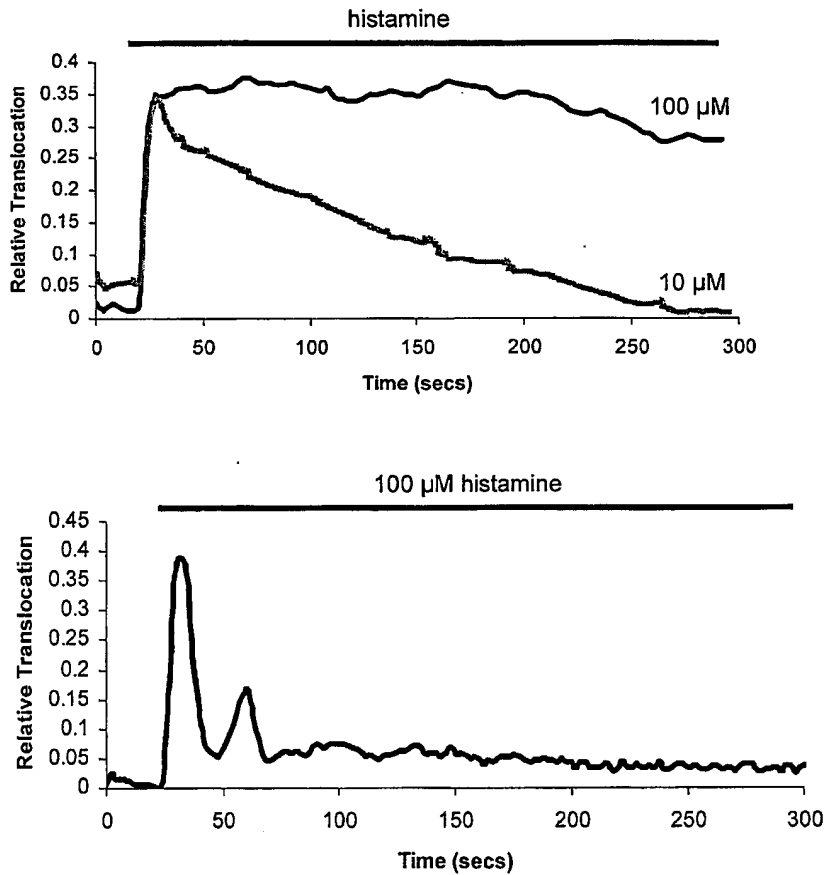 histamine
0.4
0.35
0.3
0.25
0.2
0.15
0.1
0.05
0
Relative Translocation
100 µM
10 µM
0 50 100 150 200 250 300
Time (secs)
100 µM histamine
0.45
0.4
0.35
0.3
0.25
0.2
0.15
0.1
0.05
0
Relative Translocation
0 50 100 150 200 250 300
Time (secs)